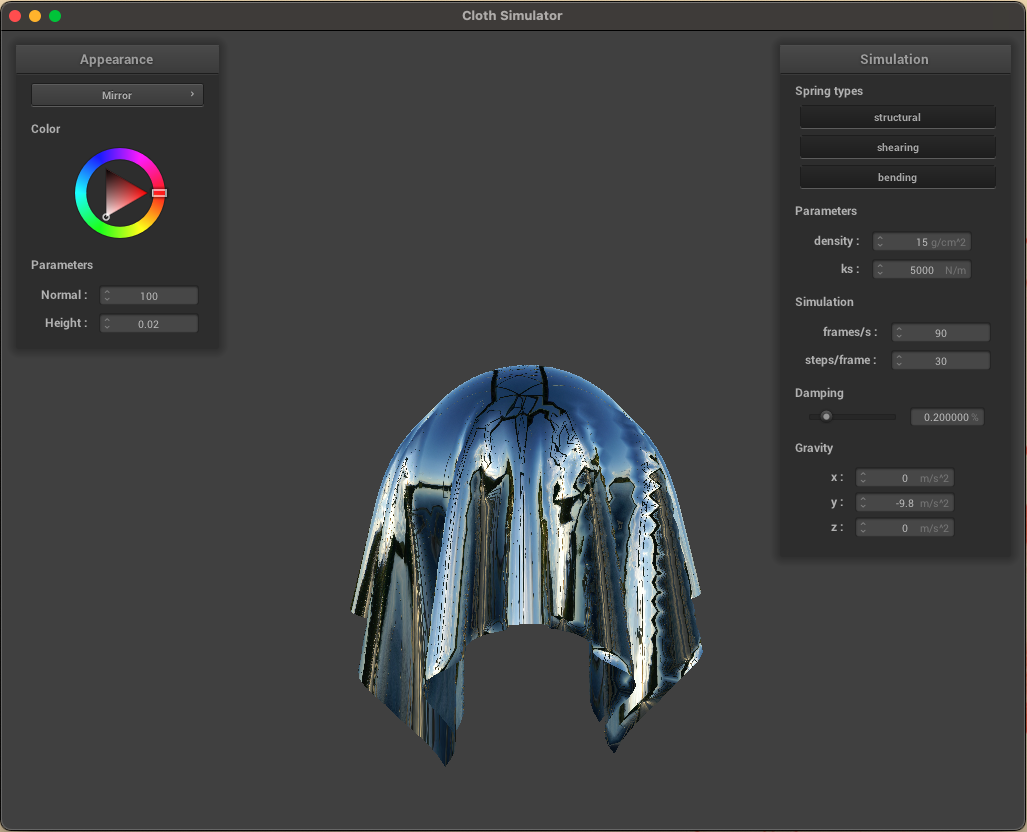 Cloth Simulator
Appearance
Mirror
Color
Parameters
Normal : 100
Height : 0.02
Simulation
Spring types
structural
shearing
bending
Parameters
density : 15 g/cm^2
ks : 5000 N/m
Simulation
frames/s : 90
steps/frame : 30
Damping
0.200000 %
Gravity
x : 0 m/s^2
y : -9.8 m/s^2
z : 0 m/s^2